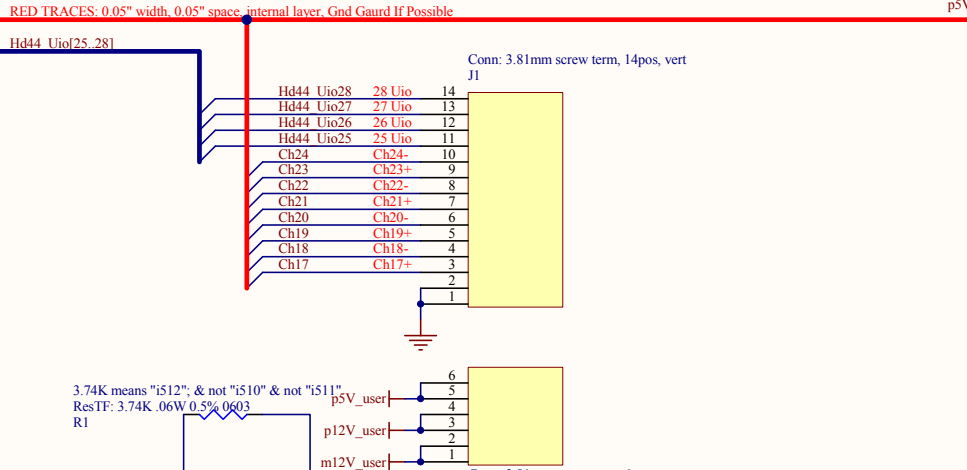 RED TRACES: 0.05" width, 0.05" space, internal layer, Gnd Gaurd If Possible
Hd44_Uio[25..28]
Conn: 3.81mm screw term, 14pos, vert
J1
Hd44_Uio28 28 Uio 14
Hd44_Uio27 27 Uio 13
Hd44_Uio26 26 Uio 12
Hd44_Uio25 25 Uio 11
Ch24 Ch24- 10
Ch23 Ch23+ 9
Ch22 Ch22- 8
Ch21 Ch21+ 7
Ch20 Ch20- 6
Ch19 Ch19+ 5
Ch18 Ch18- 4
Ch17 Ch17+ 3
2
1
3.74K means "i512"; & not "i510" & not "i511"
ResTF: 3.74K .06W 0.5% 0603
R1
6
p5V_user 5
4
p12V_user 3
2
m12V_user 1